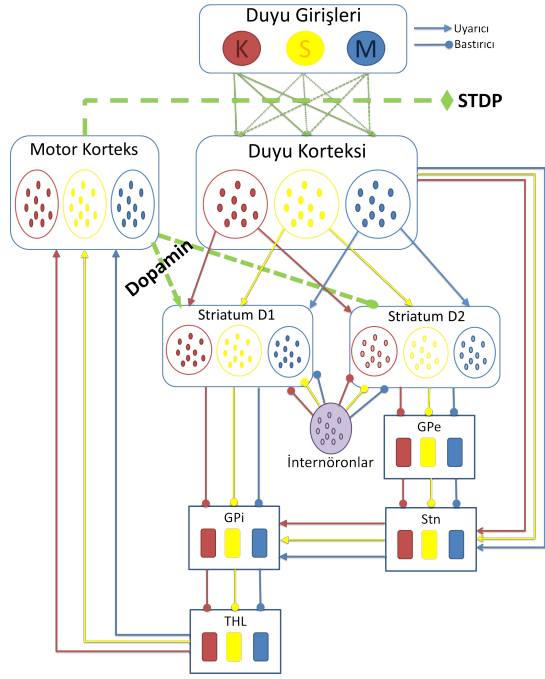 Duyu Girişleri
K S M
Uyarıcı
Bastırıcı
STDP
Motor Korteks
Duyu Korteksi
Dopamin
Striatum D1
Striatum D2
GPe
İnternöronlar
GPi
Stn
THL